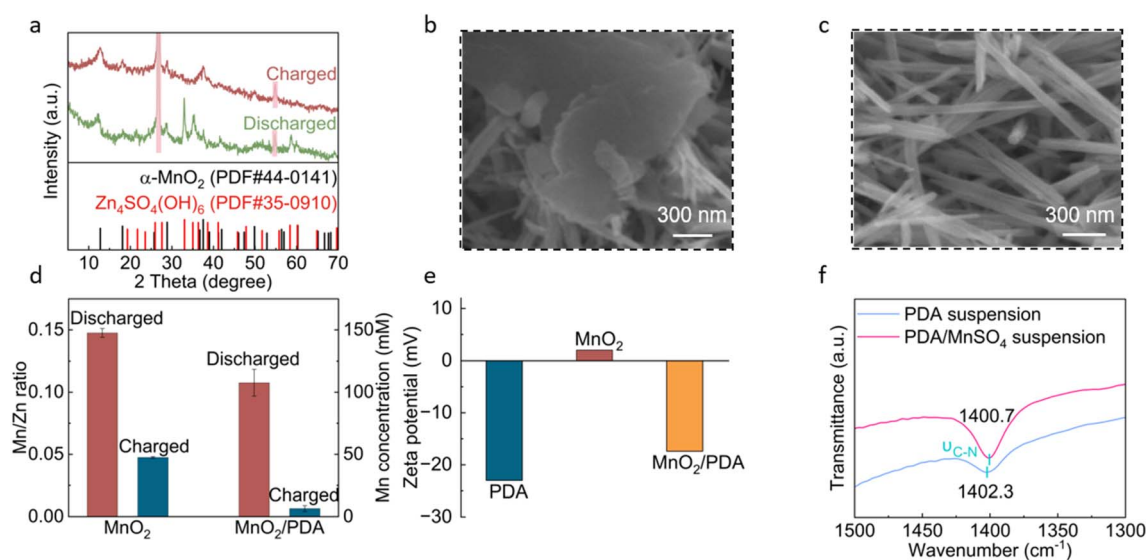 a
Intensity (a.u.)
Charged
Discharged
α-MnO₂ (PDF#44-0141)
Zn₄SO₄(OH)₆ (PDF#35-0910)
10 20 30 40 50 60 70
2 Theta (degree)
b
300 nm
c
300 nm
d
Mn/Zn ratio
0.15
0.10
0.05
0.00
Discharged
Charged
Discharged
Charged
MnO₂ MnO₂/PDA
150
100
50
0
Mn concentration (mM)
e
Zeta potential (mV)
10
0
−10
−20
−30
MnO₂
PDA
MnO₂/PDA
f
Transmittance (a.u.)
PDA suspension
PDA/MnSO₄ suspension
1400.7
υC-N
1402.3
1500 1450 1400 1350 1300
Wavenumber (cm⁻¹)